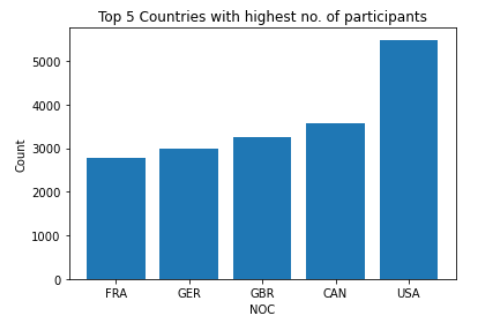 Top 5 Countries with highest no. of participants
Count
5000
4000
3000
2000
1000
0
FRA GER GBR CAN USA
NOC